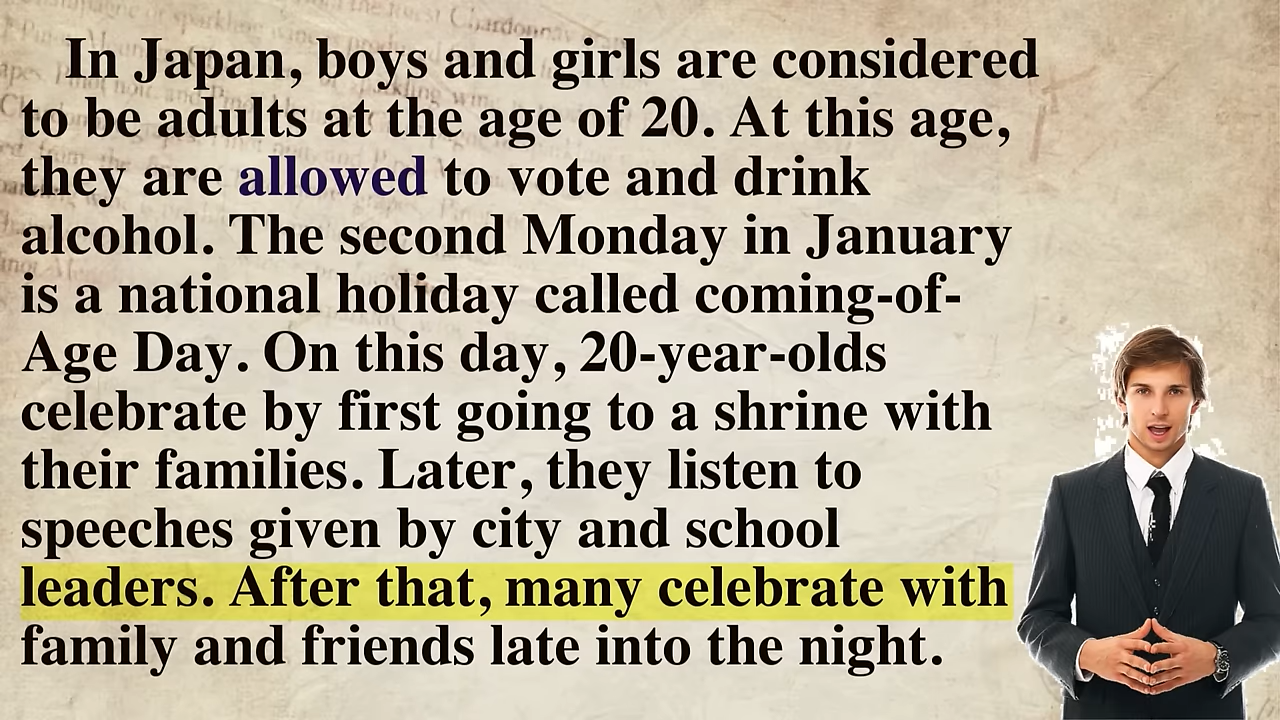 In Japan, boys and girls are considered
to be adults at the age of 20. At this age,
they are allowed to vote and drink
alcohol. The second Monday in January
is a national holiday called coming-of-
Age Day. On this day, 20-year-olds
celebrate by first going to a shrine with
their families. Later, they listen to
speeches given by city and school
leaders. After that, many celebrate with
family and friends late into the night.